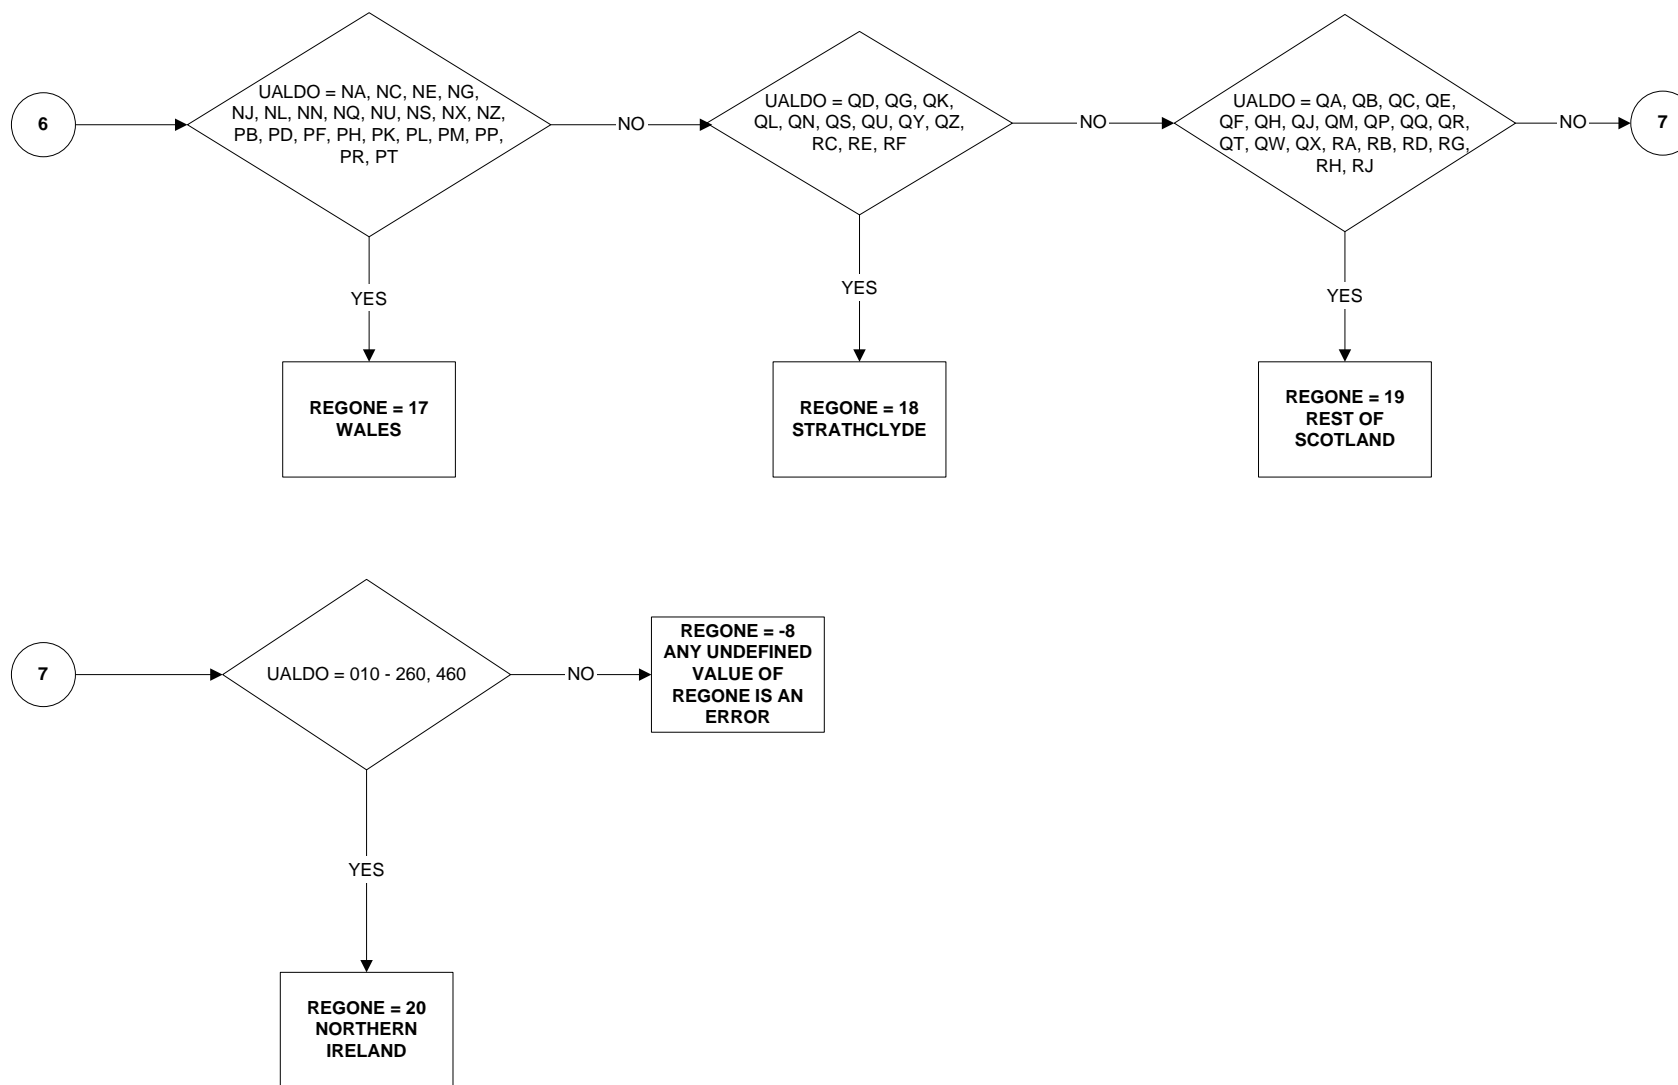 6
UALDO = NA, NC, NE, NG,
NJ, NL, NN, NQ, NU, NS, NX, NZ,
PB, PD, PF, PH, PK, PL, PM, PP,
PR, PT
NO
UALDO = QD, QG, QK,
QL, QN, QS, QU, QY, QZ,
RC, RE, RF
NO
UALDO = QA, QB, QC, QE,
QF, QH, QJ, QM, QP, QQ, QR,
QT, QW, QX, RA, RB, RD, RG,
RH, RJ
NO
7
YES
YES
YES
REGONE = 17
WALES
REGONE = 18
STRATHCLYDE
REGONE = 19
REST OF
SCOTLAND
7
UALDO = 010 - 260, 460
NO
REGONE = -8
ANY UNDEFINED
VALUE OF
REGONE IS AN
ERROR
YES
REGONE = 20
NORTHERN
IRELAND